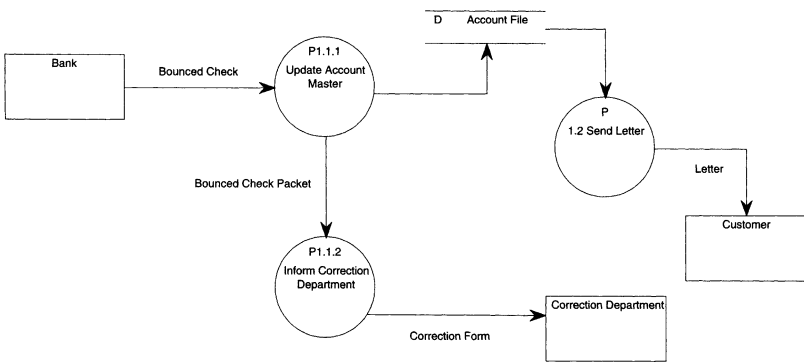 D Account File
P1.1.1
Update Account
Master
Bank
Bounced Check
P
1.2 Send Letter
Letter
Bounced Check Packet
Customer
P1.1.2
Inform Correction
Department
Correction Department
Correction Form